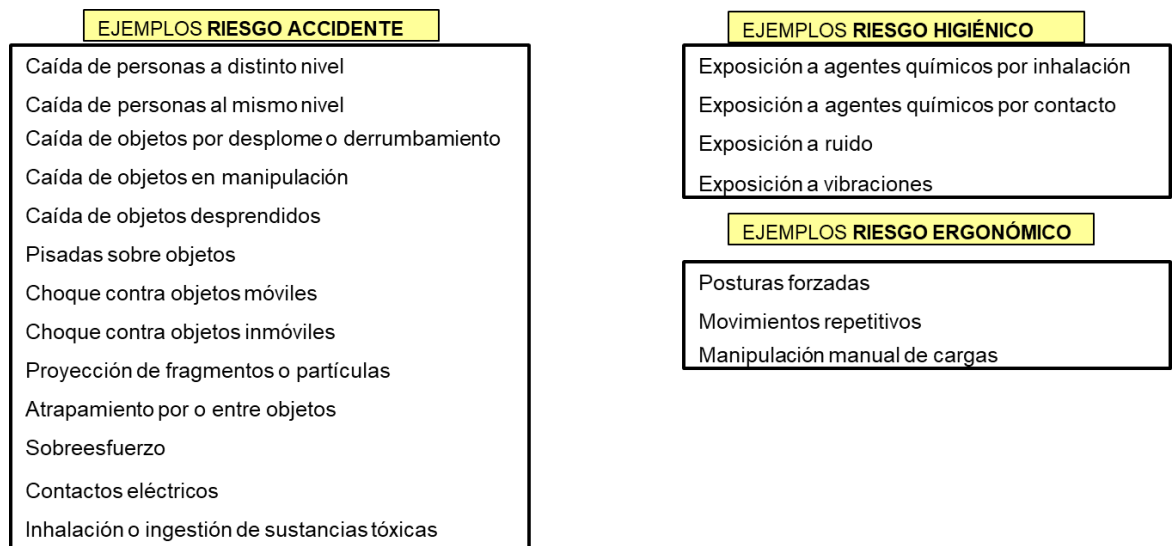 EJEMPLOS RIESGO ACCIDENTE
Caída de personas a distinto nivel
Caída de personas al mismo nivel
Caída de objetos por desplome o derrumbamiento
Caída de objetos en manipulación
Caída de objetos desprendidos
Pisadas sobre objetos
Choque contra objetos móviles
Choque contra objetos inmóviles
Proyección de fragmentos o partículas
Atrapamiento por o entre objetos
Sobreesfuerzo
Contactos eléctricos
Inhalación o ingestión de sustancias tóxicas
EJEMPLOS RIESGO HIGIÉNICO
Exposición a agentes químicos por inhalación
Exposición a agentes químicos por contacto
Exposición a ruido
Exposición a vibraciones
EJEMPLOS RIESGO ERGONÓMICO
Posturas forzadas
Movimientos repetitivos
Manipulación manual de cargas